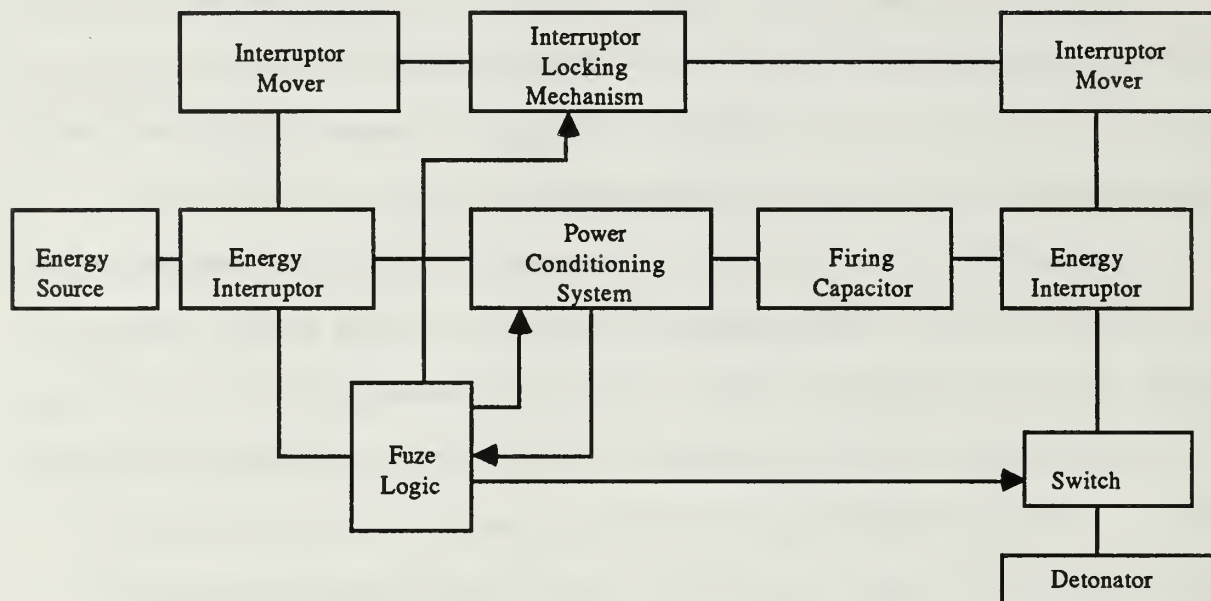 Interruptor
Mover
Interruptor
Locking
Mechanism
Interruptor
Mover
Energy
Source
Energy
Interruptor
Power
Conditioning
System
Firing
Capacitor
Energy
Interruptor
Fuze
Logic
Switch
Detonator